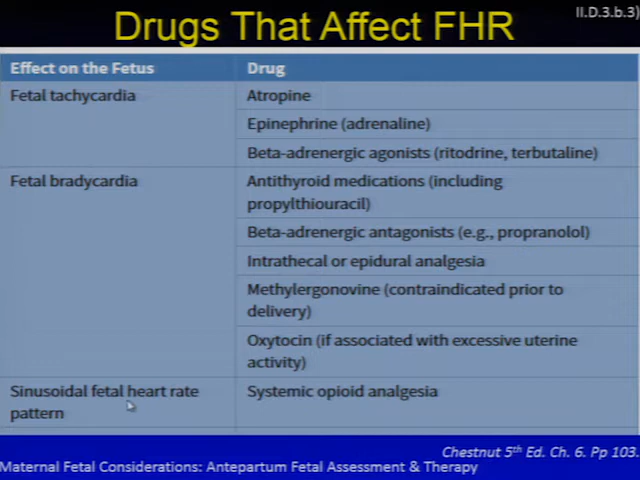 II.D.3.b.3)
Drugs That Affect FHR
Effect on the Fetus Drug
Fetal tachycardia Atropine
Epinephrine (adrenaline)
Beta-adrenergic agonists (ritodrine, terbutaline)
Fetal bradycardia Antithyroid medications (including
propylthiouracil)
Beta-adrenergic antagonists (e.g., propranolol)
Intrathecal or epidural analgesia
Methylergonovine (contraindicated prior to
delivery)
Oxytocin (if associated with excessive uterine
activity)
Sinusoidal fetal heart rate Systemic opioid analgesia
pattern
Chestnut 5th Ed. Ch. 6. Pp 103.
Maternal Fetal Considerations: Antepartum Fetal Assessment & Therapy